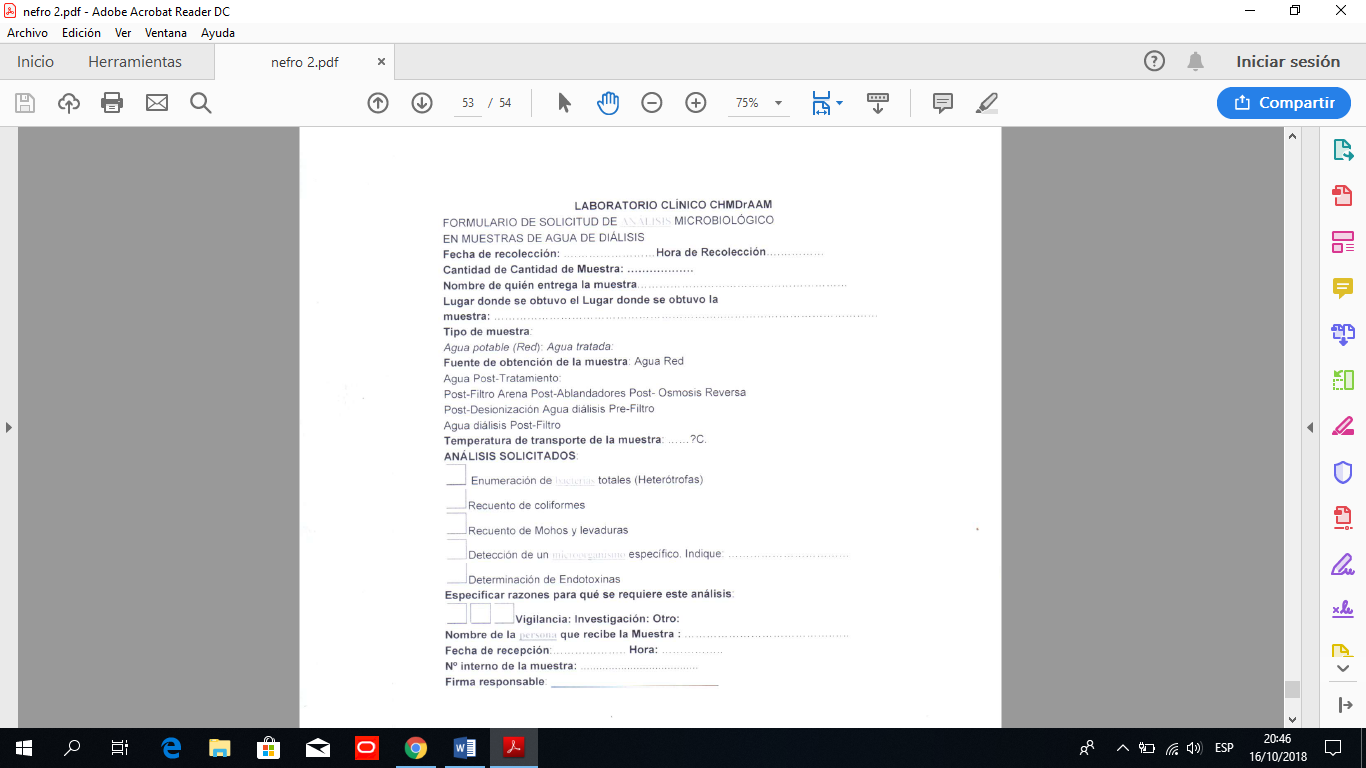 nefro 2.pdf - Adobe Acrobat Reader DC
Archivo Edición Ver Ventana Ayuda
Inicio Herramientas nefro 2.pdf × Iniciar sesión
53 / 54 75% Compartir
LABORATORIO CLÍNICO CHMDrAAM
FORMULARIO DE SOLICITUD DE ANÁLISIS MICROBIOLÓGICO
EN MUESTRAS DE AGUA DE DIÁLISIS
Fecha de recolección: ......................... Hora de Recolección................
Cantidad de Cantidad de Muestra: ..................
Nombre de quién entrega la muestra.........................................................
Lugar donde se obtuvo el Lugar donde se obtuvo la
muestra: .........................................................................................................
Tipo de muestra:
Agua potable (Red): Agua tratada:
Fuente de obtención de la muestra: Agua Red
Agua Post-Tratamiento:
Post-Filtro Arena Post-Ablandadores Post- Osmosis Reversa
Post-Desionización Agua diálisis Pre-Filtro
Agua diálisis Post-Filtro
Temperatura de transporte de la muestra: ......?C.
ANÁLISIS SOLICITADOS:
Enumeración de bacterias totales (Heterótrofas)
Recuento de coliformes
Recuento de Mohos y levaduras
Detección de un microorganismo específico. Indique: .................................
Determinación de Endotoxinas
Especificar razones para qué se requiere este análisis:
Vigilancia: Investigación: Otro:
Nombre de la persona que recibe la Muestra : .............................................
Fecha de recepción:.................... Hora: .................
Nº interno de la muestra: ....................................
Firma responsable: ____________________
ESP
20:46
16/10/2018